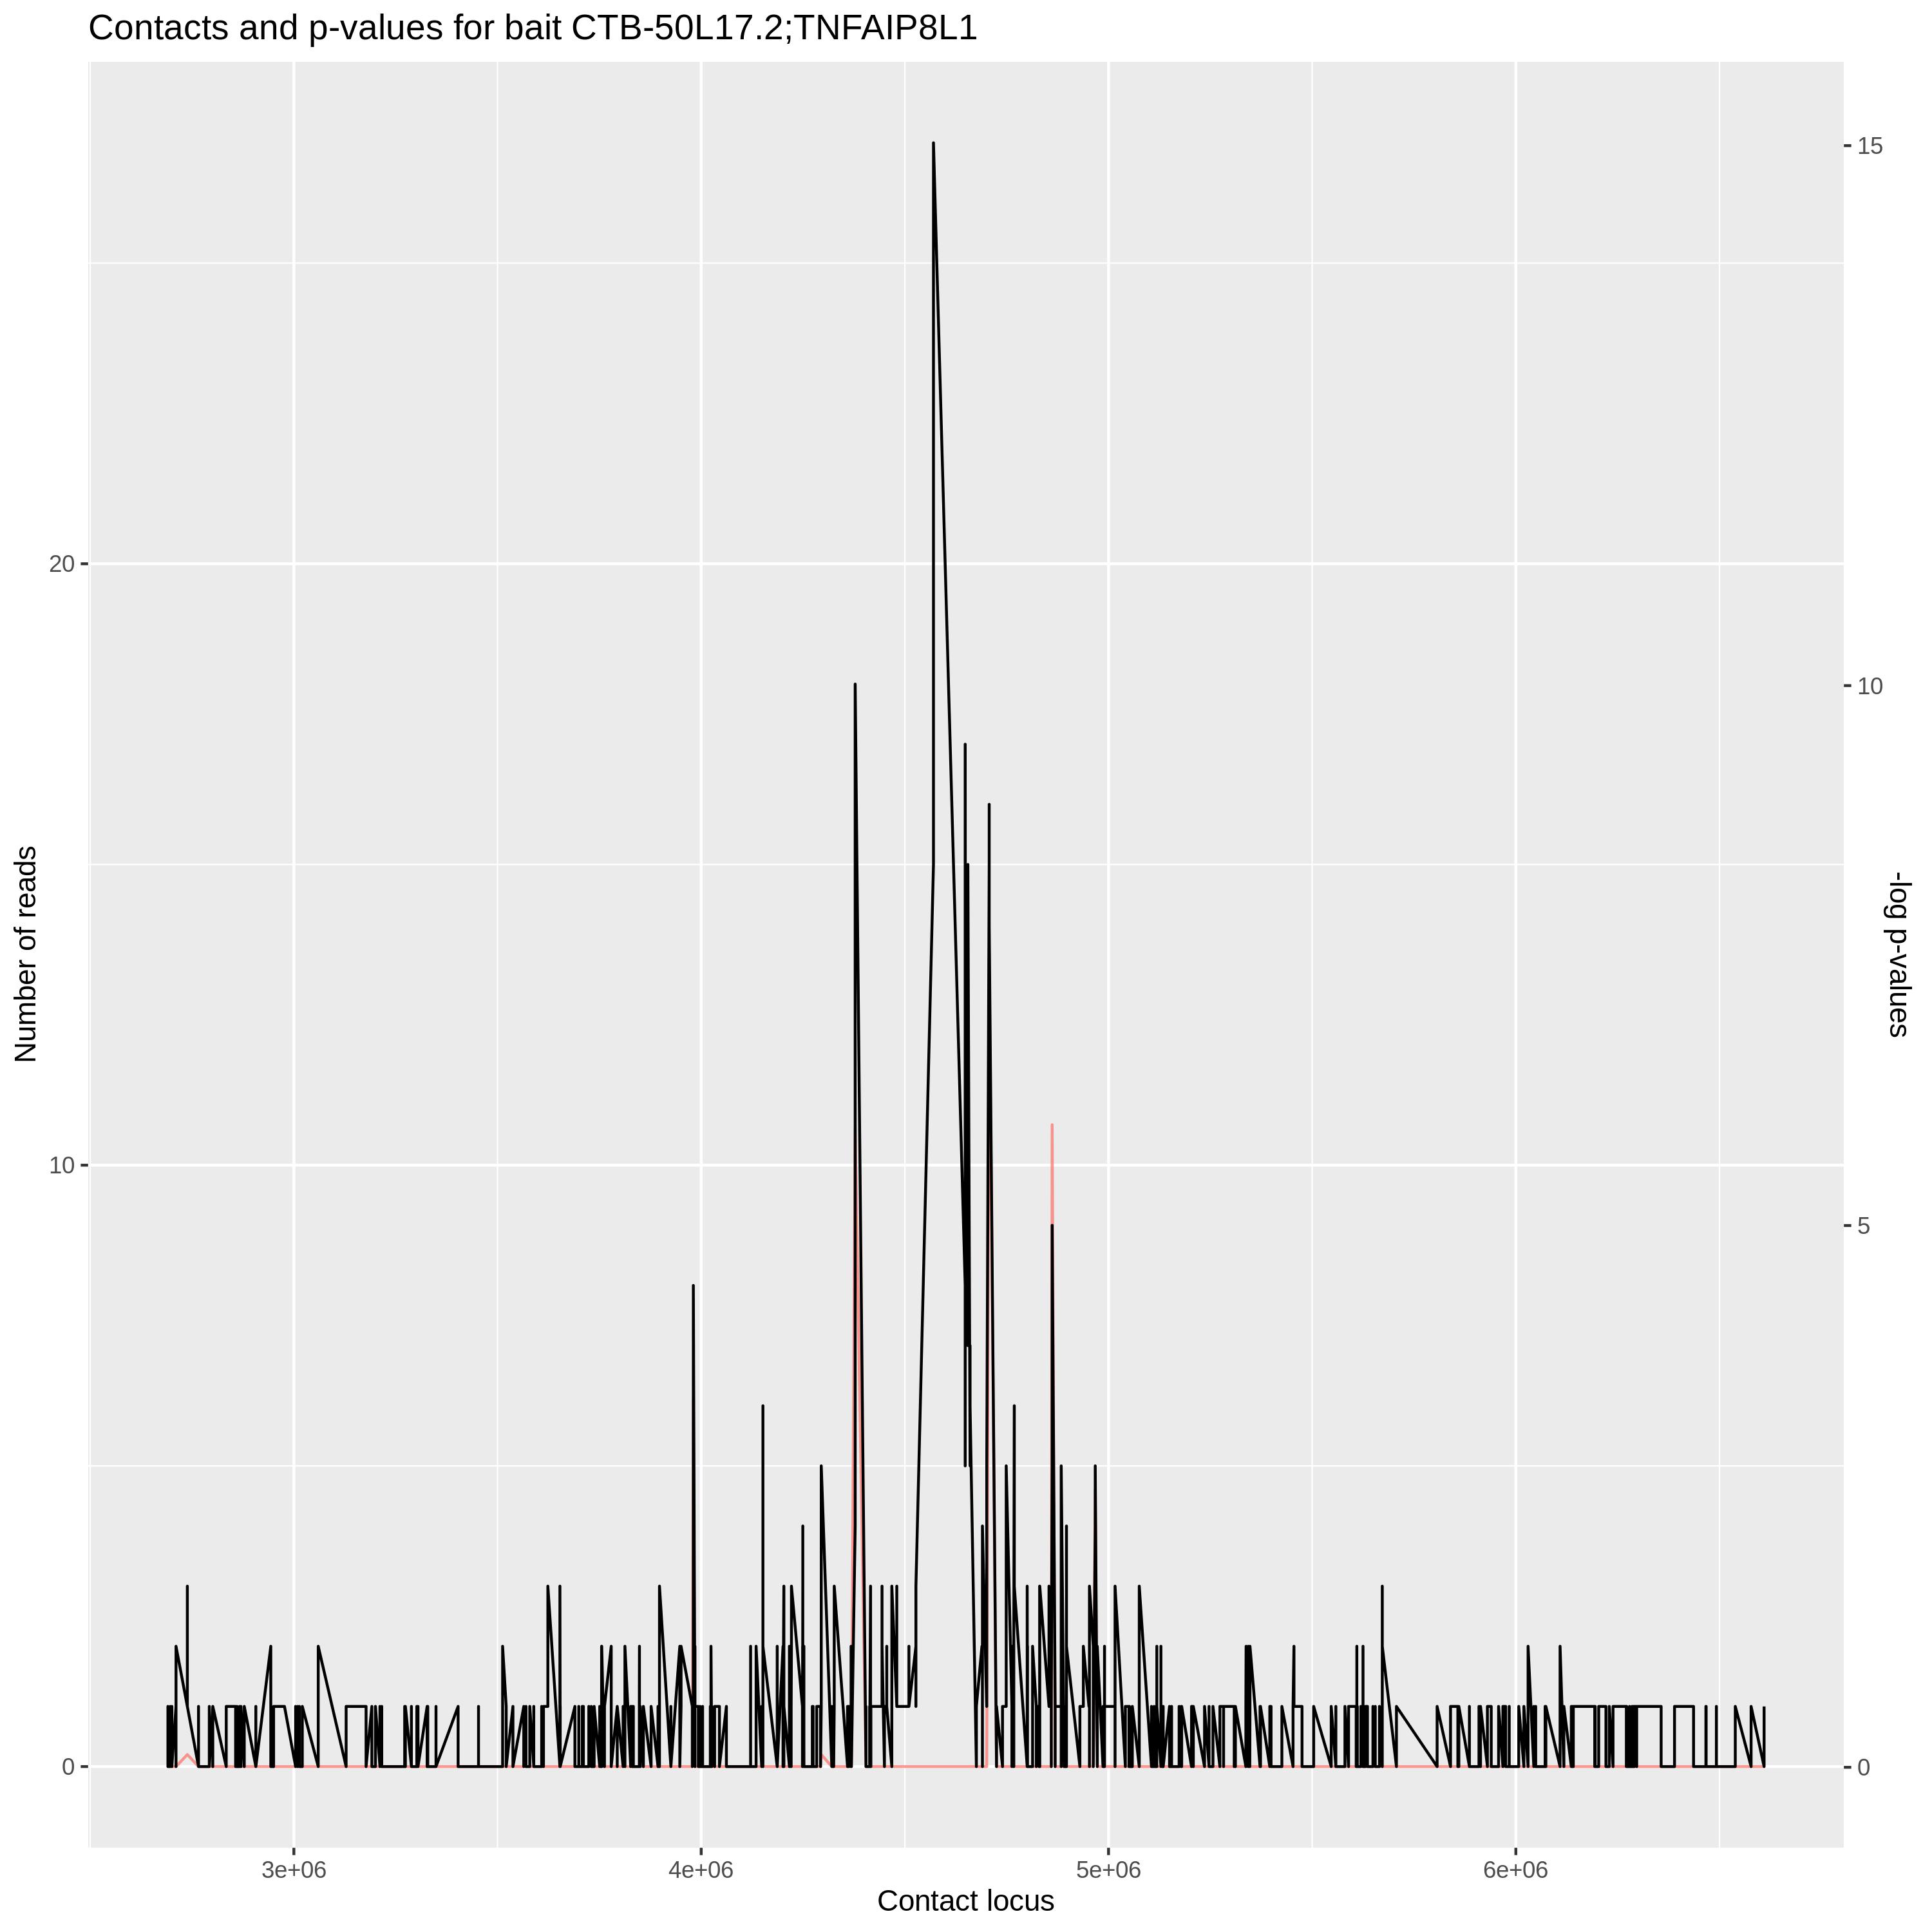 Contacts and p-values for bait CTB-50L17.2;TNFAIP8L1
Number of reads
20
10
0
15
10
5
0
-log p-values
3e+06 4e+06 5e+06 6e+06
Contact locus